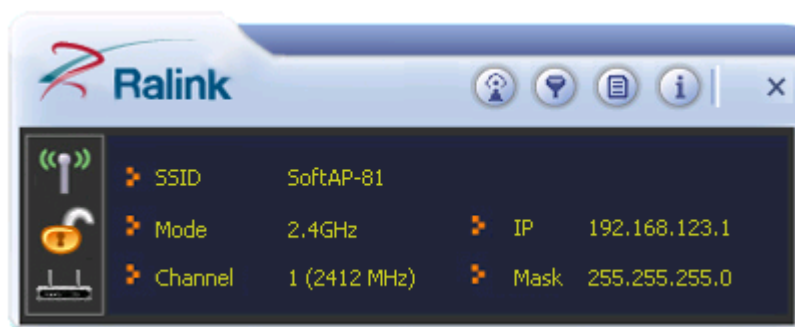 Ralink
SSID SoftAP-81
Mode 2.4GHz IP 192.168.123.1
Channel 1 (2412 MHz) Mask 255.255.255.0